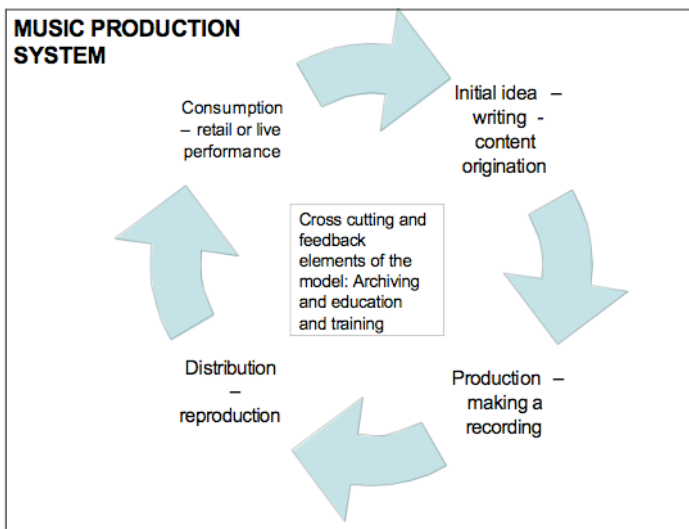 MUSIC PRODUCTION
SYSTEM
Consumption
– retail or live
performance
Initial idea –
writing -
content
origination
Cross cutting and
feedback
elements of the
model: Archiving
and education
and training
Distribution
–
reproduction
Production –
making a
recording